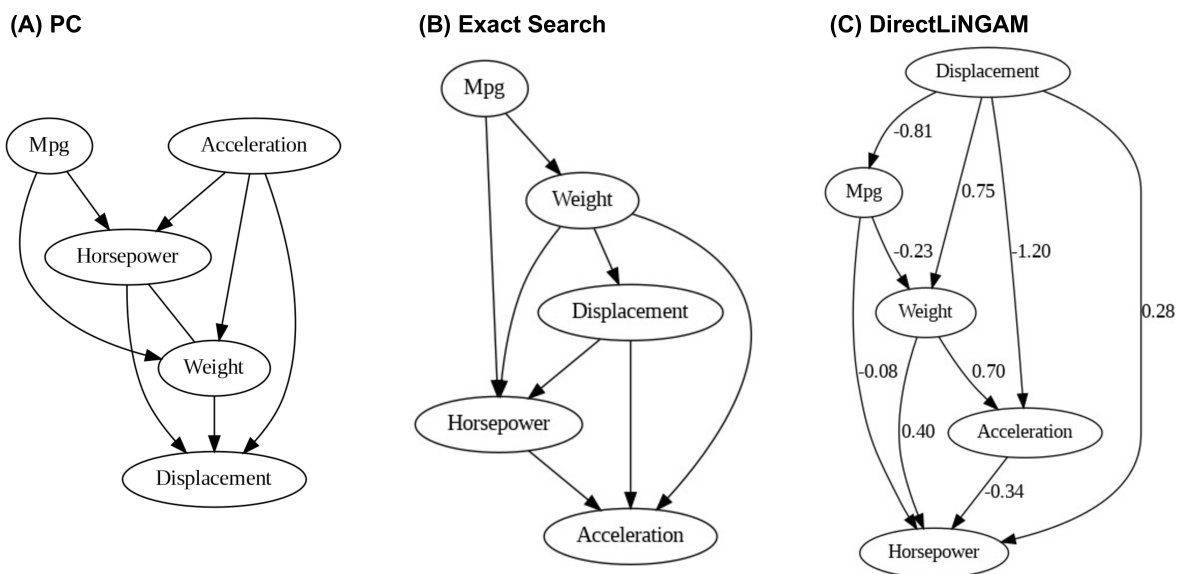 (A) PC
Mpg
Acceleration
Horsepower
Weight
Displacement
(B) Exact Search
Mpg
Weight
Displacement
Horsepower
Acceleration
(C) DirectLiNGAM
Displacement
-0.81
Mpg
0.75
-0.23
-1.20
Weight
0.28
-0.08
0.70
0.40
Acceleration
-0.34
Horsepower